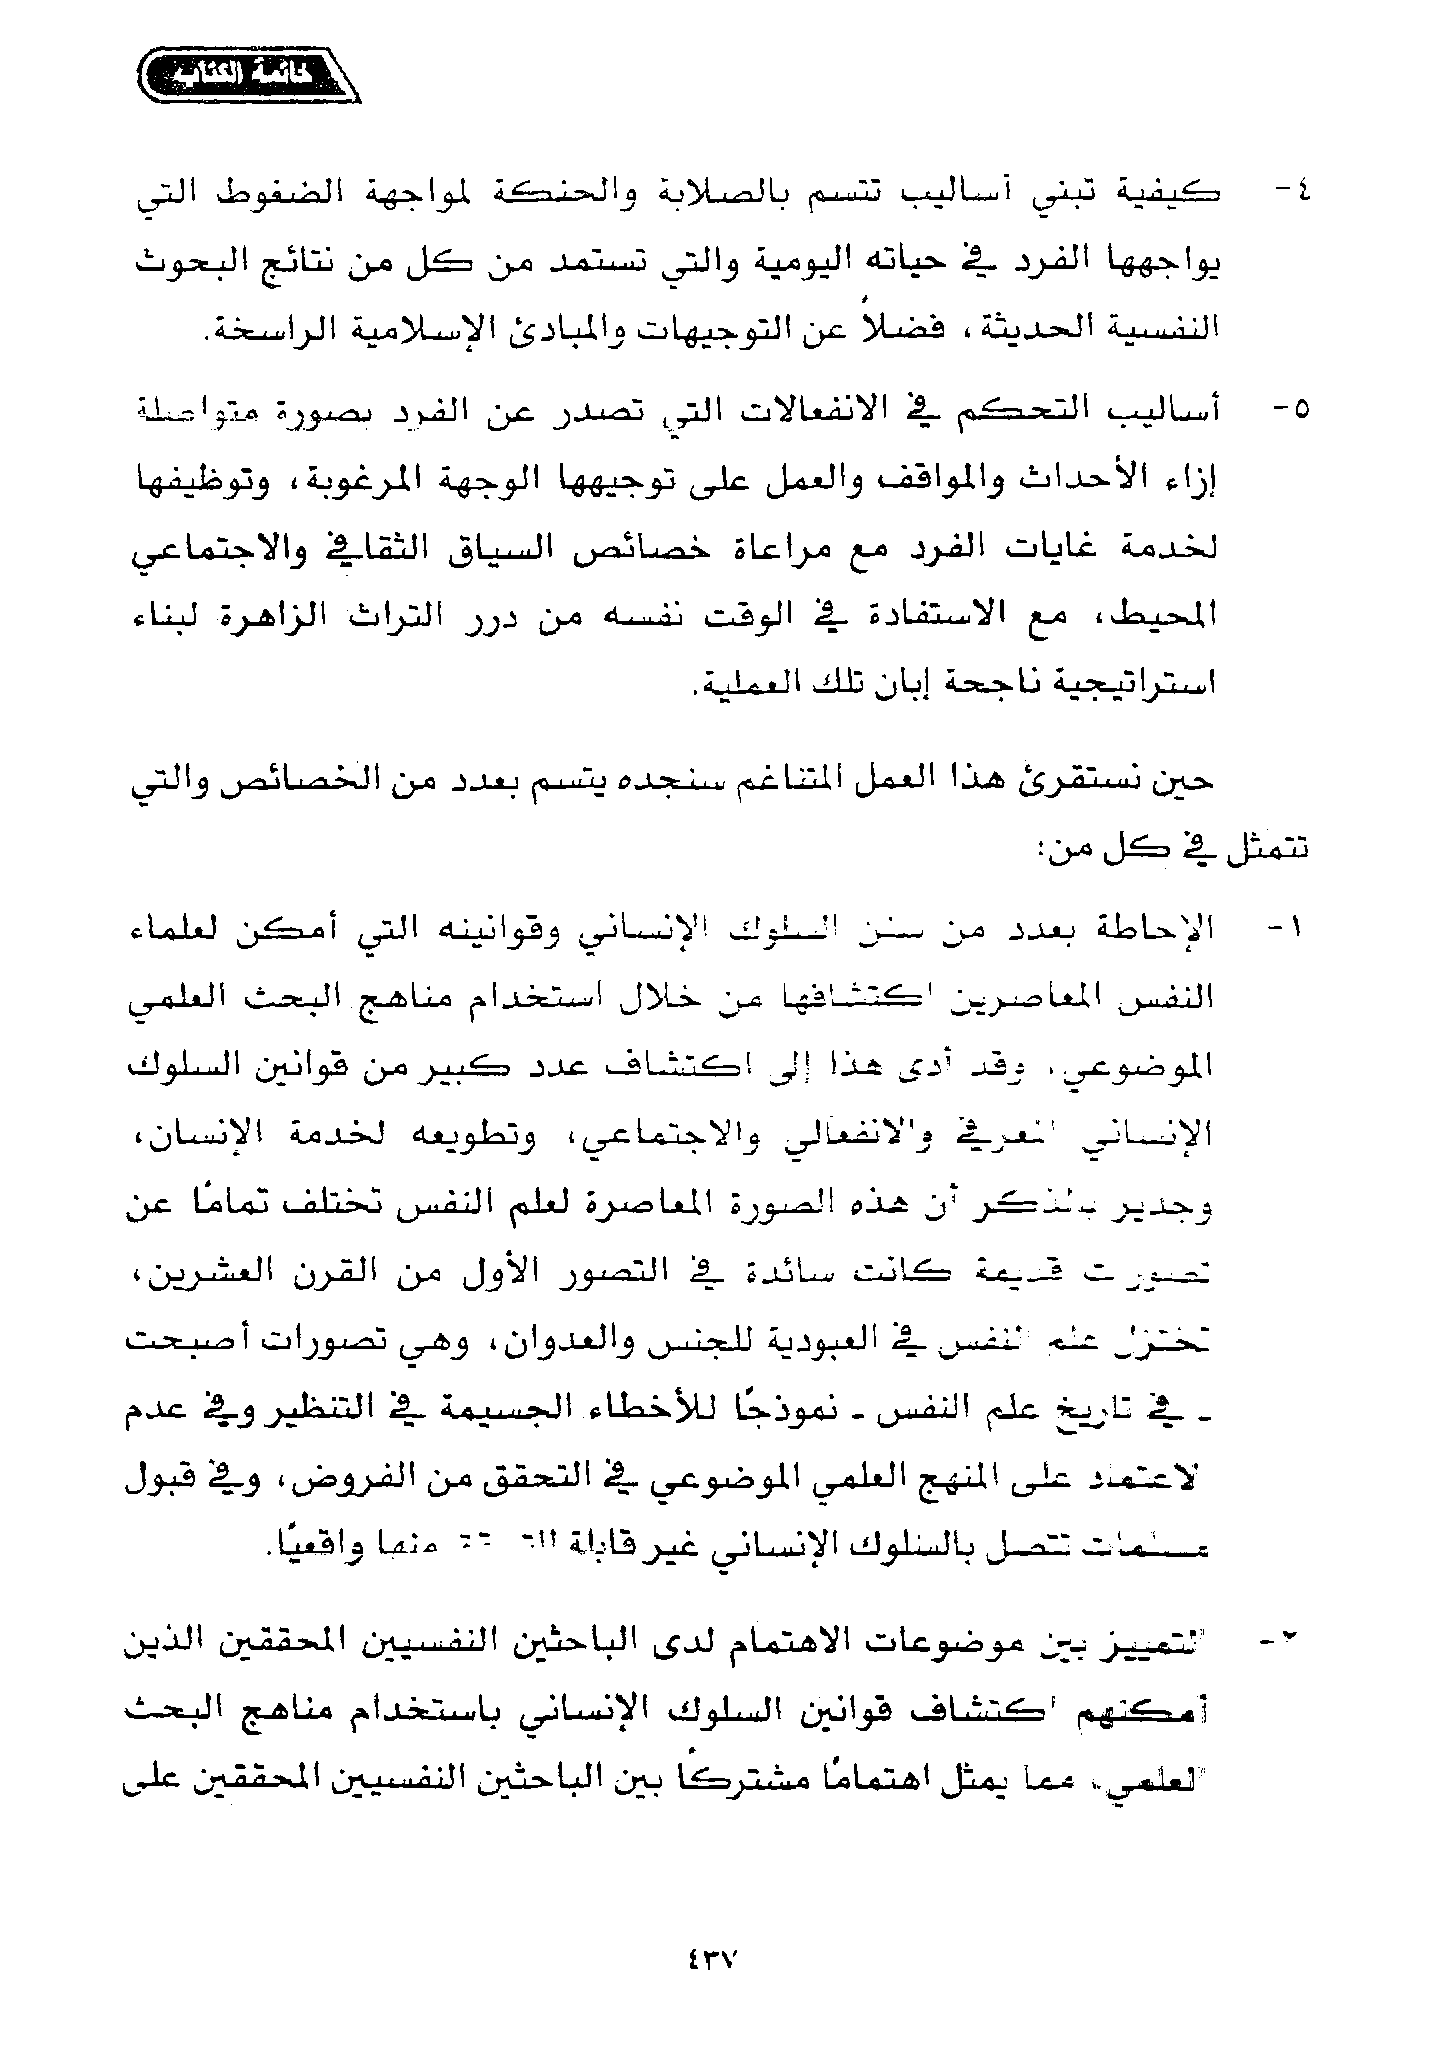 خاتمة الكتاب
٤- كيفية تبني أساليب تتسم بالصلابة والحنكة لمواجهة الضغوط التي
يواجهها الفرد في حياته اليومية والتي تستمد من كل من نتائج البحوث
النفسية الحديثة، فضلاً عن التوجيهات والمبادئ الإسلامية الراسخة.
٥- أساليب التحكم في الانفعالات التي تصدر عن الفرد بصورة متواصلة
إزاء الأحداث والمواقف والعمل على توجيهها الوجهة المرغوبة، وتوظيفها
لخدمة غايات الفرد مع مراعاة خصائص السياق الثقافي والاجتماعي
المحيط، مع الاستفادة في الوقت نفسه من درر التراث الزاهرة لبناء
استراتيجية ناجحة إبان تلك العملية.
حين نستقرئ هذا العمل المتناغم سنجده يتسم بعدد من الخصائص والتي
تتمثل في كل من:
١- الإحاطة بعدد من سنن السلوك الإنساني وقوانينه التي أمكن لعلماء
النفس المعاصرين اكتشافها من خلال استخدام مناهج البحث العلمي
الموضوعي. وقد أدى هذا إلى اكتشاف عدد كبير من قوانين السلوك
الإنساني المعرفي والانفعالي والاجتماعي، وتطويعه لخدمة الإنسان،
وجدير بالذكر أن هذه الصورة المعاصرة لعلم النفس تختلف تمامًا عن
تصورات قديمة كانت سائدة في التصور الأول من القرن العشرين،
تختزل علم النفس في العبودية للجنس والعدوان، وهي تصورات أصبحت
ـ في تاريخ علم النفس ـ نموذجًا للأخطاء الجسيمة في التنظير وفي عدم
الاعتماد على المنهج العلمي الموضوعي في التحقق من الفروض، وفي قبول
مسلمات تتصل بالسلوك الإنساني غير قابلة منها واقعيًا.
٢- التمييز بين موضوعات الاهتمام لدى الباحثين النفسيين المحققين الذين
أمكنهم اكتشاف قوانين السلوك الإنساني باستخدام مناهج البحث
العلمي، مما يمثل اهتمامًا مشتركًا بين الباحثين النفسيين المحققين على
٤٣٧